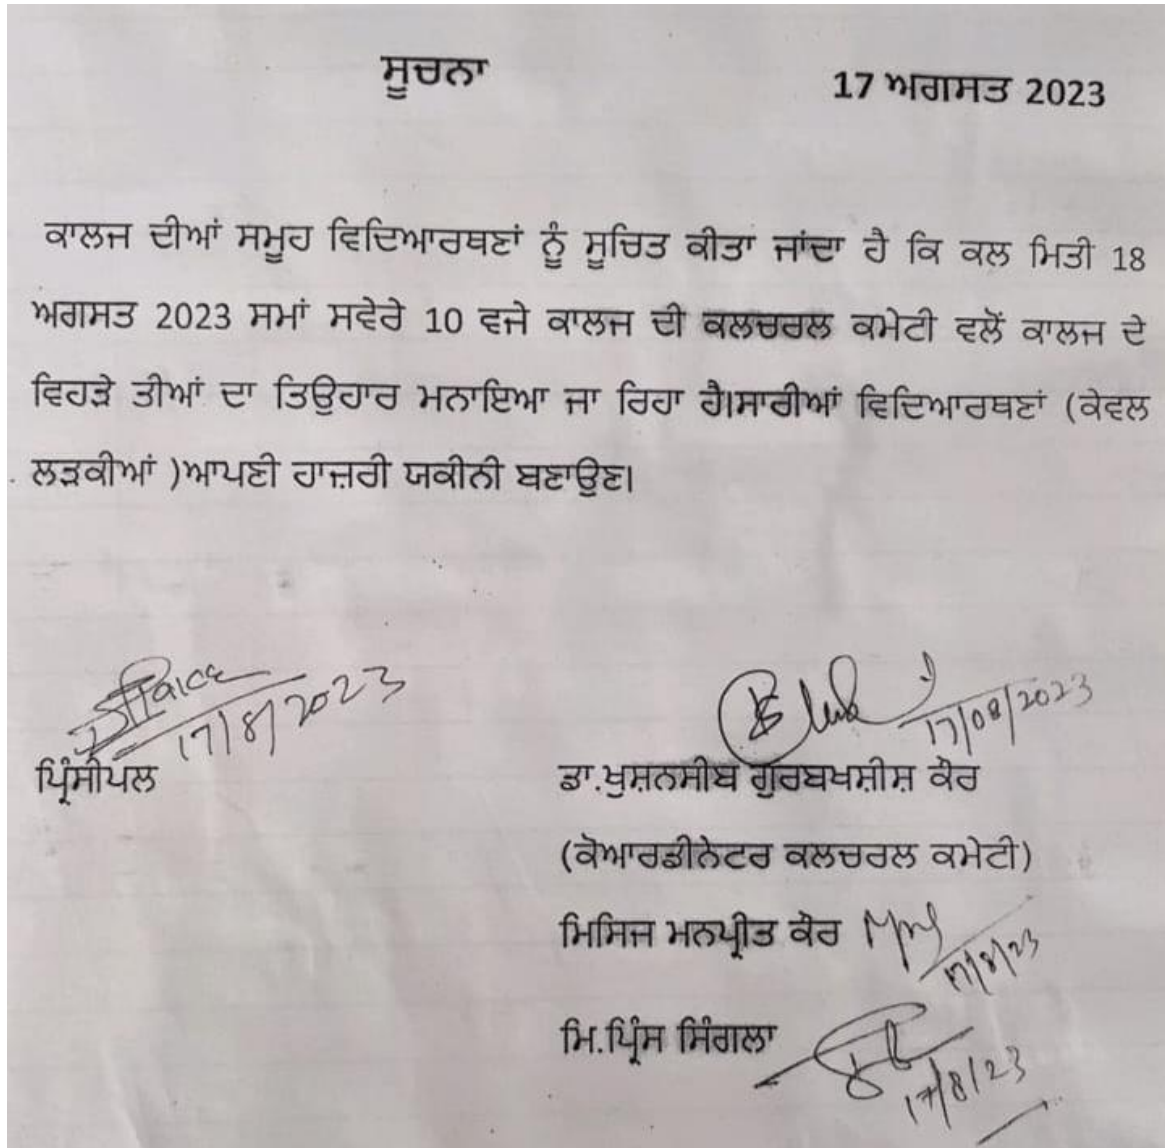 ਸੂਚਨਾ
17 ਅਗਸਤ 2023
ਕਾਲਜ ਦੀਆਂ ਸਮੂਹ ਵਿਦਿਆਰਥਣਾਂ ਨੂੰ ਸੂਚਿਤ ਕੀਤਾ ਜਾਂਦਾ ਹੈ ਕਿ ਕਲ ਮਿਤੀ 18
ਅਗਸਤ 2023 ਸਮਾਂ ਸਵੇਰੇ 10 ਵਜੇ ਕਾਲਜ ਦੀ ਕਲਚਰਲ ਕਮੇਟੀ ਵਲੋਂ ਕਾਲਜ ਦੇ
ਵਿਹੜੇ ਤੀਆਂ ਦਾ ਤਿਉਹਾਰ ਮਨਾਇਆ ਜਾ ਰਿਹਾ ਹੈ।ਸਾਰੀਆਂ ਵਿਦਿਆਰਥਣਾਂ (ਕੇਵਲ
ਲੜਕੀਆਂ )ਆਪਣੀ ਹਾਜ਼ਰੀ ਯਕੀਨੀ ਬਣਾਉਣ।
17/8/2023
ਪ੍ਰਿੰਸੀਪਲ
17/08/2023
ਡਾ.ਖੁਸ਼ਨਸੀਬ ਗੁਰਬਖਸ਼ੀਸ਼ ਕੌਰ
(ਕੋਆਰਡੀਨੇਟਰ ਕਲਚਰਲ ਕਮੇਟੀ)
ਮਿਸਿਜ ਮਨਪ੍ਰੀਤ ਕੌਰ
17/8/23
ਮਿ.ਪ੍ਰਿੰਸ ਸਿੰਗਲਾ
17/8/23